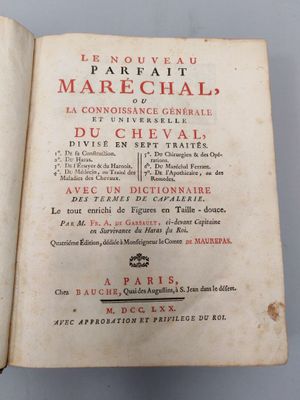 LE NOUVEAU
PARFAIT
MARÉCHAL,
OU
LA CONNOISSANCE GÉNÉRALE
ET UNIVERSELLE
DU CHEVAL,
DIVISÉ EN SEPT TRAITÉS.
1°. De sa Construction.
2°. Du Haras.
3°. De l'Ecuyer & du Harnois.
4°. Du Médecin, ou Traité des
Maladies des Chevaux.
5°. Du Chirurgien & des Opé-
rations.
6°. Du Maréchal Ferrant.
7°. De l'Apothicaire, ou des
Remedes.
AVEC UN DICTIONNAIRE
DES TERMES DE CAVALERIE.
Le tout enrichi de Figures en Taille-douce.
PAR M. FR. A. DE GARSAULT, ci-devant Capitaine
en Survivance du Haras du Roi.
Quatriéme Édition, dédiée à Monseigneur le Comte DE MAUREPAS.
A PARIS,
Chez BAUCHE, Quai des Augustins, à S. Jean dans le désert.
M. DCC. LXX.
AVEC APPROBATION ET PRIVILEGE DU ROI.